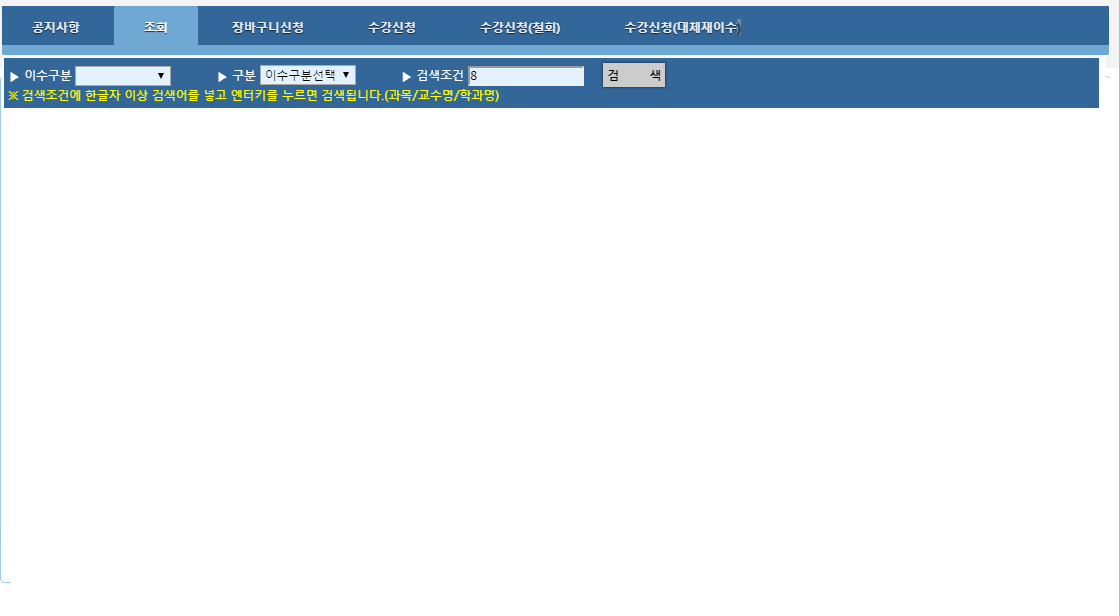 공지사항 조회 장바구니신청 수강신청 수강신청(철회) 수강신청(대체재이수)
▶ 이수구분 ▼ ▶ 구분 이수구분선택 ▼ ▶ 검색조건 8 검 색
※ 검색조건에 한글자 이상 검색어를 넣고 엔터키를 누르면 검색됩니다.(과목/교수명/학과명)